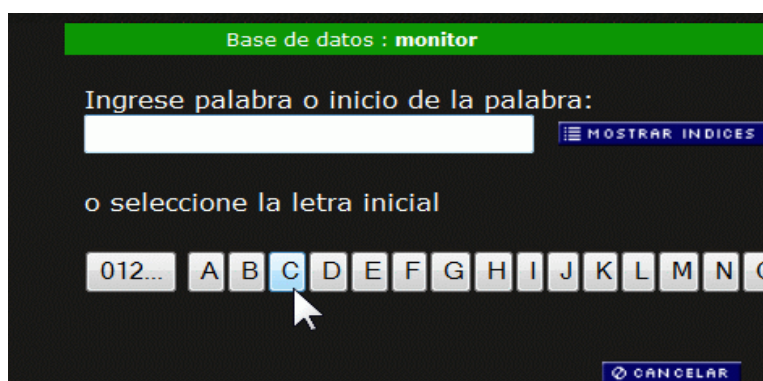 Base de datos : monitor
Ingrese palabra o inicio de la palabra:
MOSTRAR INDICES
o seleccione la letra inicial
012... A B C D E F G H I J K L M N
CANCELAR